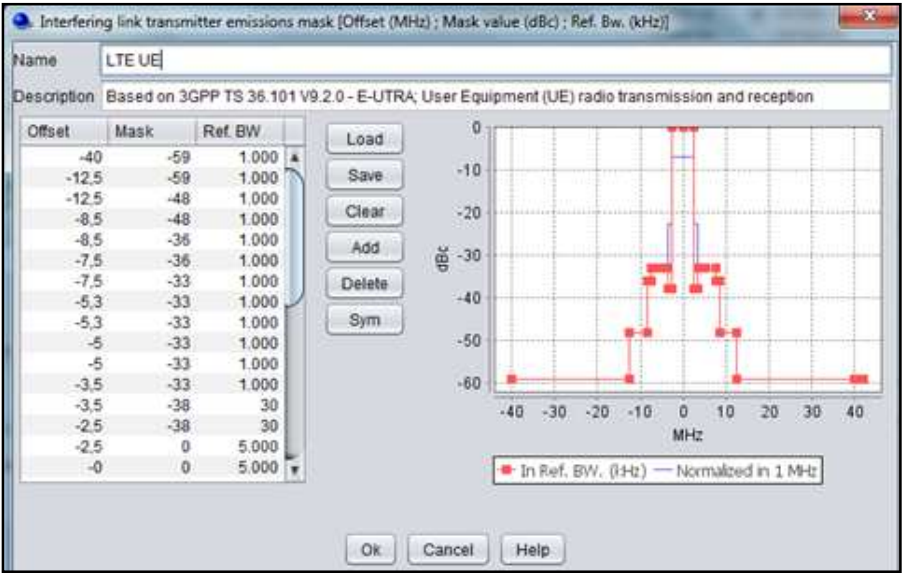 Interfering link transmitter emissions mask [Offset (MHz) ; Mask value (dBc) ; Ref. Bw. (kHz)]
Name LTE UE
Description Based on 3GPP TS 36.101 V9.2.0 - E-UTRA; User Equipment (UE) radio transmission and reception
Offset Mask Ref. BW
-40 -59 1.000
-12,5 -59 1.000
-12,5 -48 1.000
-8,5 -48 1.000
-8,5 -36 1.000
-7,5 -36 1.000
-7,5 -33 1.000
-5,3 -33 1.000
-5,3 -33 1.000
-5 -33 1.000
-5 -33 1.000
-3,5 -33 1.000
-3,5 -38 30
-2,5 -38 30
-2,5 0 5.000
-0 0 5.000
Load
Save
Clear
Add
Delete
Sym
0
-10
-20
-30
-40
-50
-60
dBc
-40 -30 -20 -10 0 10 20 30 40
MHz
In Ref. BW. (kHz) Normalized in 1 MHz
Ok Cancel Help